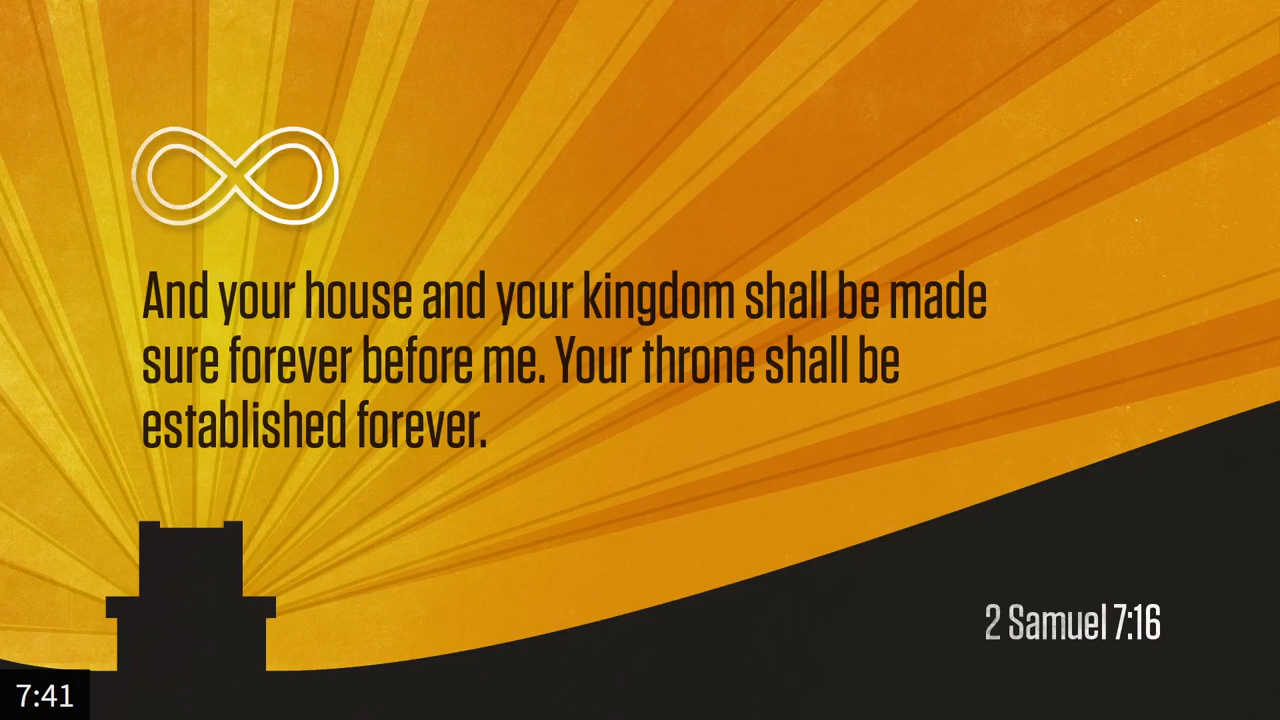 And your house and your kingdom shall be made
sure forever before me. Your throne shall be
established forever.
2 Samuel 7:16
7:41